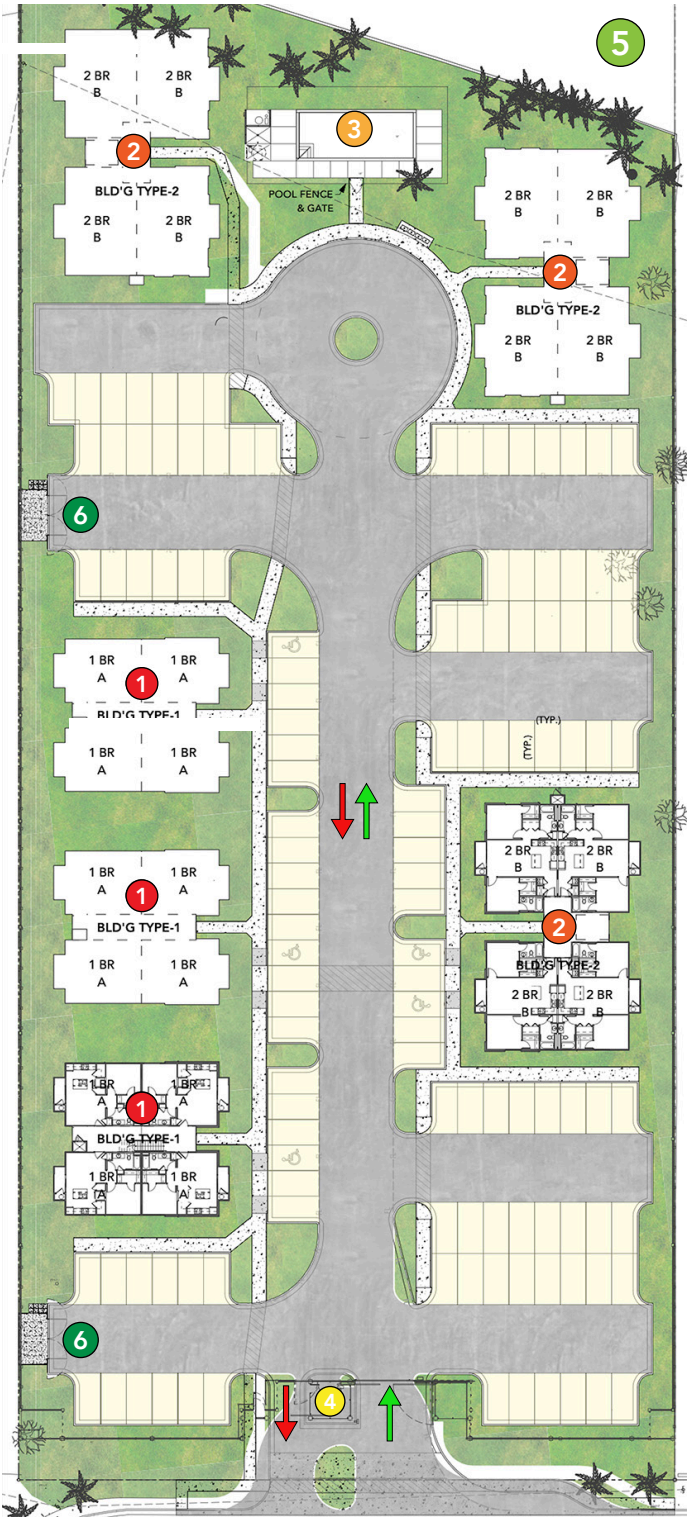 5
2 BR 2 BR
B B
3
2
BLD'G TYPE-2
POOL FENCE
& GATE
2 BR 2 BR
B B
2 BR 2 BR
B B
2
BLD'G TYPE-2
2 BR 2 BR
B B
6
1 BR 1 BR
A A
1
BLD'G TYPE-1
1 BR 1 BR
A A
(TYP.)
(TYP.)
1 BR 1 BR
A A
1
BLD'G TYPE-1
1 BR 1 BR
A A
2 BR 2 BR
B B
2
BLD'G TYPE-2
2 BR 2 BR
B B
1 BR 1 BR
A A
1
BLD'G TYPE-1
1 BR 1 BR
A A
6
4